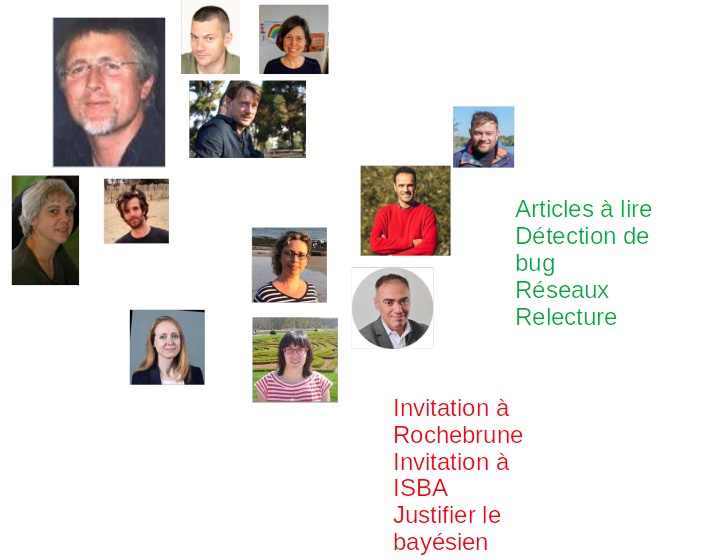 Articles à lire
Détection de
bug
Réseaux
Relecture
Invitation à
Rochebrune
Invitation à
ISBA
Justifier le
bayésien